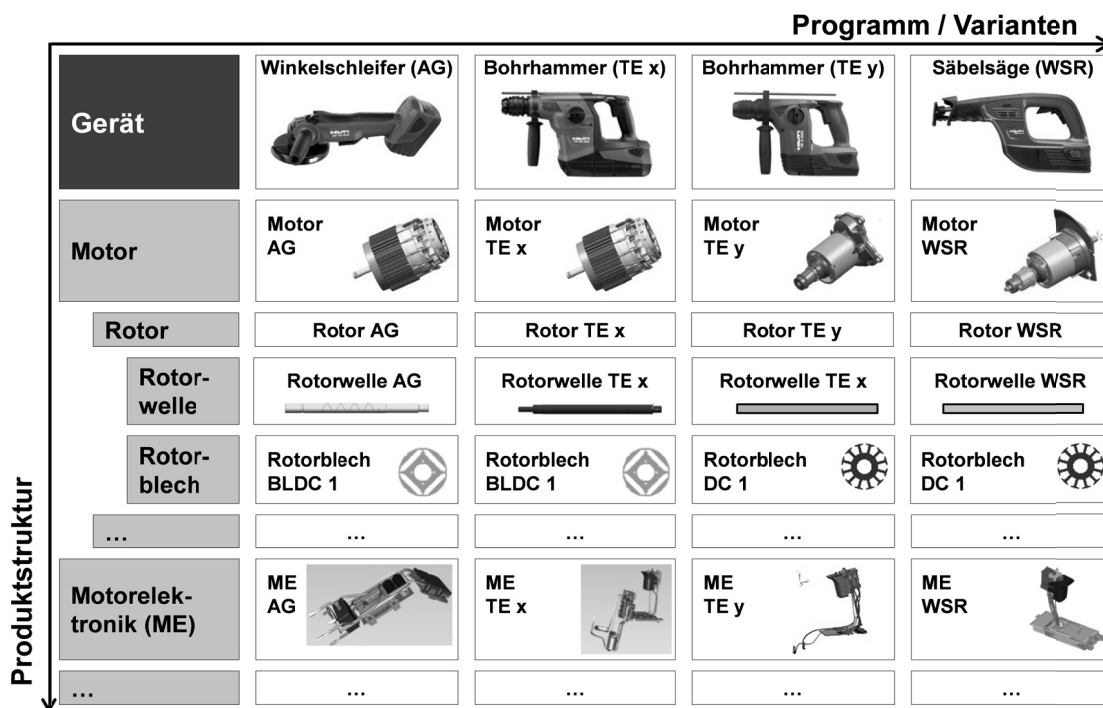 Programm / Varianten
Produktstruktur
Gerät
Winkelschleifer (AG)
Bohrhammer (TE x)
Bohrhammer (TE y)
Säbelsäge (WSR)
Motor
Motor
AG
Motor
TE x
Motor
TE y
Motor
WSR
Rotor
Rotor AG
Rotor TE x
Rotor TE y
Rotor WSR
Rotor-
welle
Rotorwelle AG
Rotorwelle TE x
Rotorwelle TE x
Rotorwelle WSR
Rotor-
blech
Rotorblech
BLDC 1
Rotorblech
BLDC 1
Rotorblech
DC 1
Rotorblech
DC 1
...
...
...
...
...
Motorelek-
tronik (ME)
ME
AG
ME
TE x
ME
TE y
ME
WSR
...
...
...
...
...